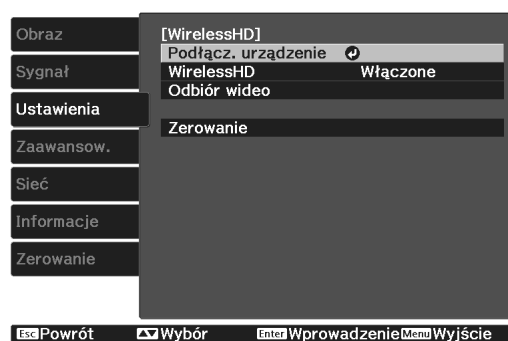 Obraz
Sygnał
Ustawienia
Zaawansow.
Sieć
Informacje
Zerowanie
[WirelessHD]
Podłącz. urządzenie
WirelessHD Włączone
Odbiór wideo
Zerowanie
Esc Powrót Wybór Enter Wprowadzenie Menu Wyjście